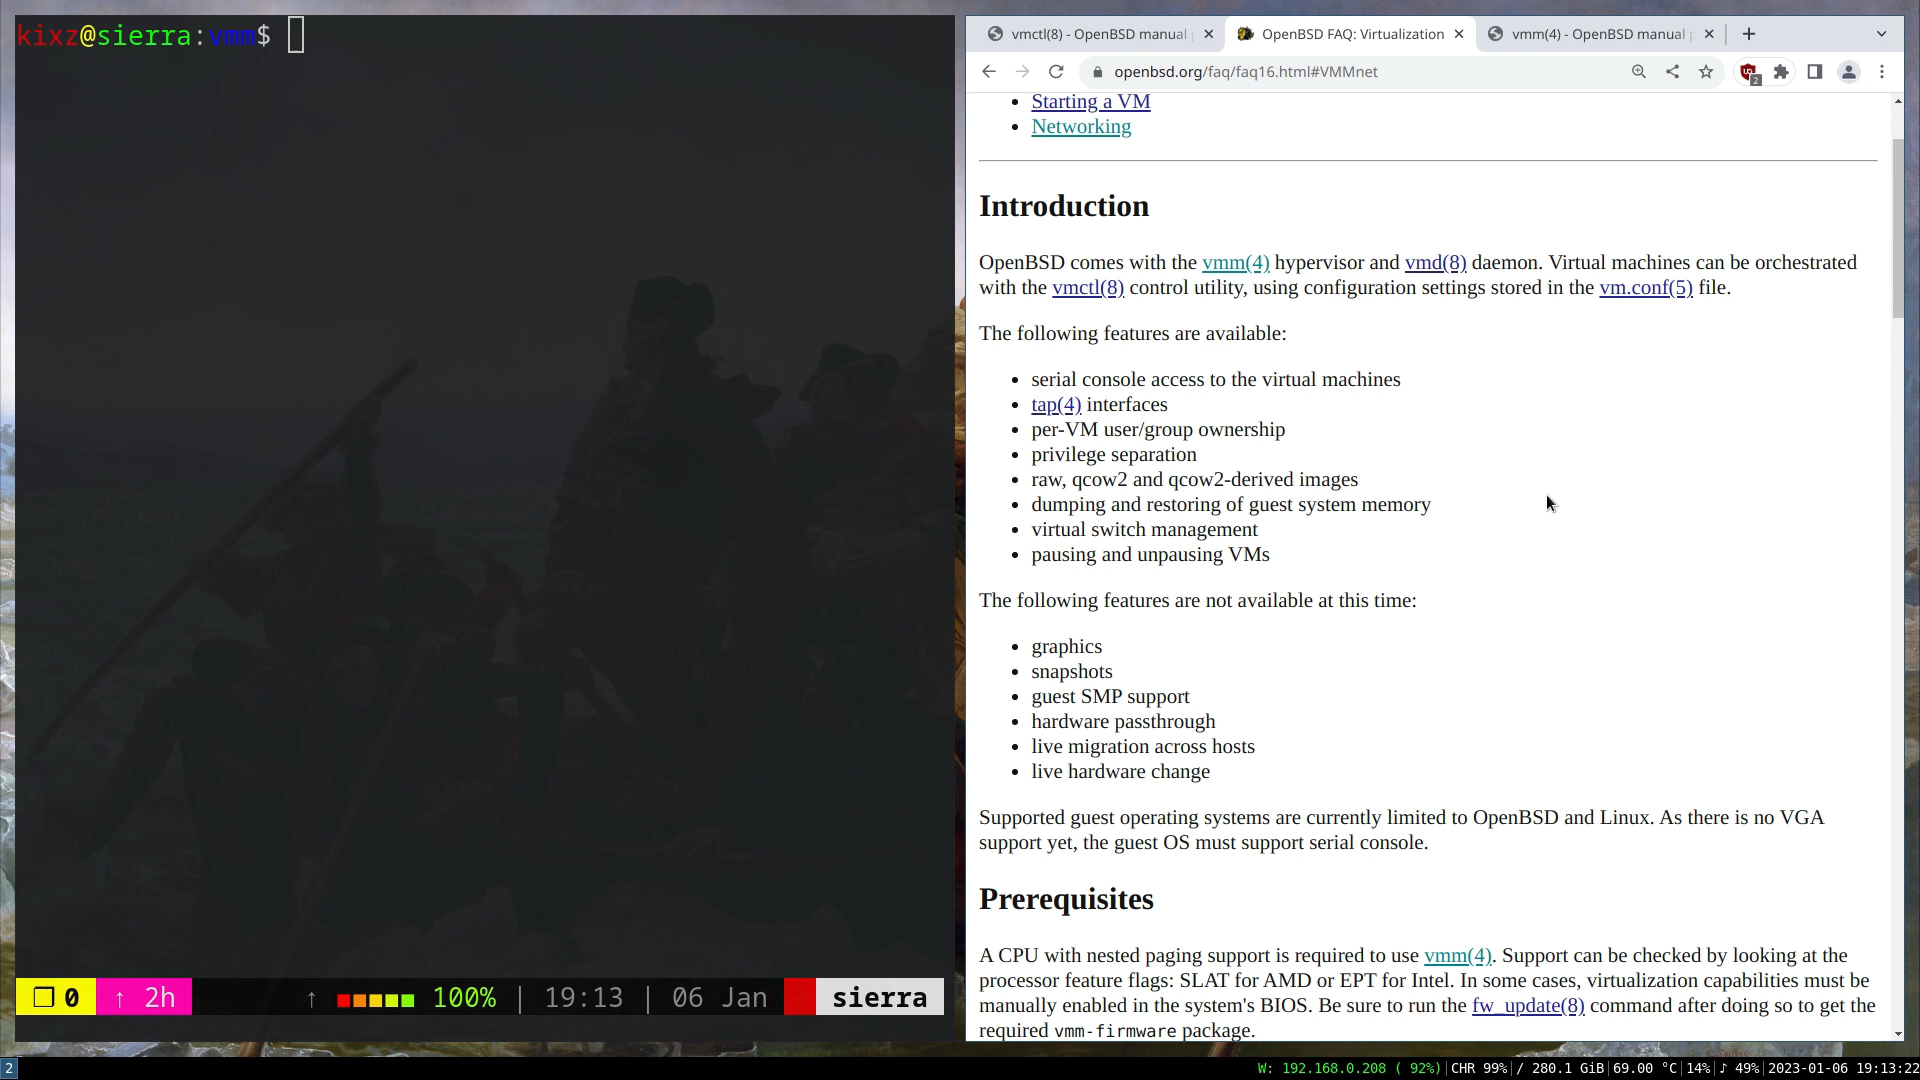 kixz@sierra:vmm$
❐ 0 ↑ 2h ↑ 100% | 19:13 | 06 Jan sierra
vmctl(8) - OpenBSD manual p
OpenBSD FAQ: Virtualization
vmm(4) - OpenBSD manual p
openbsd.org/faq/faq16.html#VMMnet
2
• Starting a VM
• Networking
Introduction
OpenBSD comes with the vmm(4) hypervisor and vmd(8) daemon. Virtual machines can be orchestrated
with the vmctl(8) control utility, using configuration settings stored in the vm.conf(5) file.
The following features are available:
• serial console access to the virtual machines
• tap(4) interfaces
• per-VM user/group ownership
• privilege separation
• raw, qcow2 and qcow2-derived images
• dumping and restoring of guest system memory
• virtual switch management
• pausing and unpausing VMs
The following features are not available at this time:
• graphics
• snapshots
• guest SMP support
• hardware passthrough
• live migration across hosts
• live hardware change
Supported guest operating systems are currently limited to OpenBSD and Linux. As there is no VGA
support yet, the guest OS must support serial console.
Prerequisites
A CPU with nested paging support is required to use vmm(4). Support can be checked by looking at the
processor feature flags: SLAT for AMD or EPT for Intel. In some cases, virtualization capabilities must be
manually enabled in the system's BIOS. Be sure to run the fw_update(8) command after doing so to get the
required vmm-firmware package.
2
W: 192.168.0.208 ( 92%)|CHR 99%|/ 280.1 GiB|69.00 °C|14%|♪ 49%|2023-01-06 19:13:22